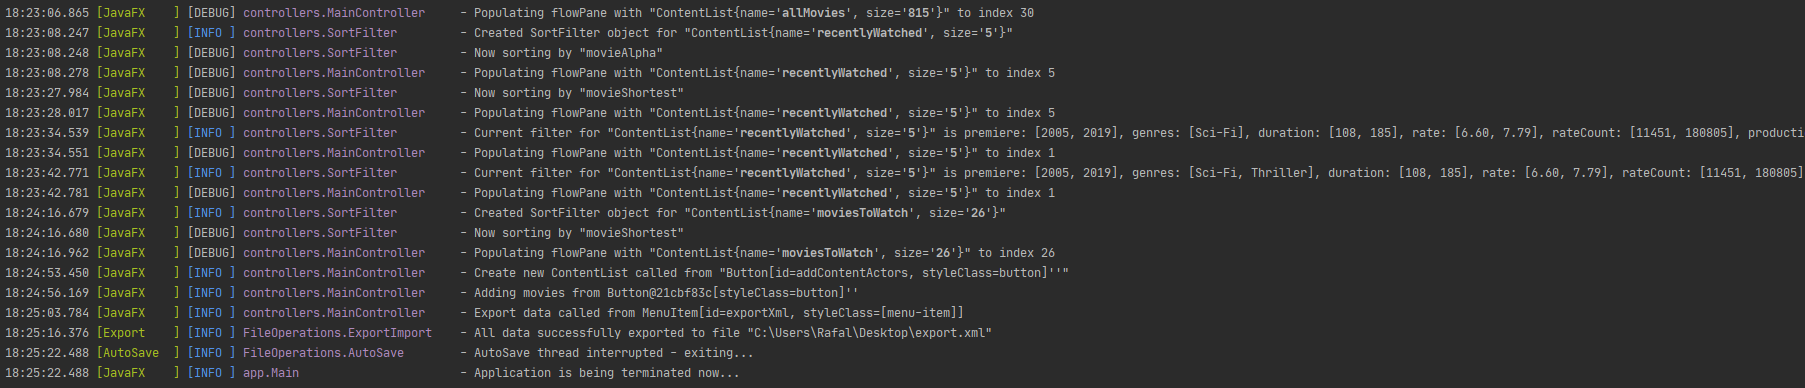 18:23:06.865 [JavaFX    ] [DEBUG] controllers.MainController     - Populating flowPane with "ContentList{name='allMovies', size='815'}" to index 30
18:23:08.247 [JavaFX    ] [INFO ] controllers.SortFilter         - Created SortFilter object for "ContentList{name='recentlyWatched', size='5'}"
18:23:08.248 [JavaFX    ] [DEBUG] controllers.SortFilter         - Now sorting by "movieAlpha"
18:23:08.278 [JavaFX    ] [DEBUG] controllers.MainController     - Populating flowPane with "ContentList{name='recentlyWatched', size='5'}" to index 5
18:23:27.984 [JavaFX    ] [DEBUG] controllers.SortFilter         - Now sorting by "movieShortest"
18:23:28.017 [JavaFX    ] [DEBUG] controllers.MainController     - Populating flowPane with "ContentList{name='recentlyWatched', size='5'}" to index 5
18:23:34.539 [JavaFX    ] [INFO ] controllers.SortFilter         - Current filter for "ContentList{name='recentlyWatched', size='5'}" is premiere: [2005, 2019], genres: [Sci-Fi], duration: [108, 185], rate: [6.60, 7.79], rateCount: [11451, 180805], producti
18:23:34.551 [JavaFX    ] [DEBUG] controllers.MainController     - Populating flowPane with "ContentList{name='recentlyWatched', size='5'}" to index 1
18:23:42.771 [JavaFX    ] [INFO ] controllers.SortFilter         - Current filter for "ContentList{name='recentlyWatched', size='5'}" is premiere: [2005, 2019], genres: [Sci-Fi, Thriller], duration: [108, 185], rate: [6.60, 7.79], rateCount: [11451, 180805]
18:23:42.781 [JavaFX    ] [DEBUG] controllers.MainController     - Populating flowPane with "ContentList{name='recentlyWatched', size='5'}" to index 1
18:24:16.679 [JavaFX    ] [INFO ] controllers.SortFilter         - Created SortFilter object for "ContentList{name='moviesToWatch', size='26'}"
18:24:16.680 [JavaFX    ] [DEBUG] controllers.SortFilter         - Now sorting by "movieShortest"
18:24:16.962 [JavaFX    ] [DEBUG] controllers.MainController     - Populating flowPane with "ContentList{name='moviesToWatch', size='26'}" to index 26
18:24:53.450 [JavaFX    ] [INFO ] controllers.MainController     - Create new ContentList called from "Button[id=addContentActors, styleClass=button]''"
18:24:56.169 [JavaFX    ] [INFO ] controllers.MainController     - Adding movies from Button@21cbf83c[styleClass=button]''
18:25:03.784 [JavaFX    ] [INFO ] controllers.MainController     - Export data called from MenuItem[id=exportXml, styleClass=[menu-item]]
18:25:16.376 [Export    ] [INFO ] FileOperations.ExportImport    - All data successfully exported to file "C:\Users\Rafal\Desktop\export.xml"
18:25:22.488 [AutoSave  ] [INFO ] FileOperations.AutoSave        - AutoSave thread interrupted - exiting...
18:25:22.488 [JavaFX    ] [INFO ] app.Main                       - Application is being terminated now...